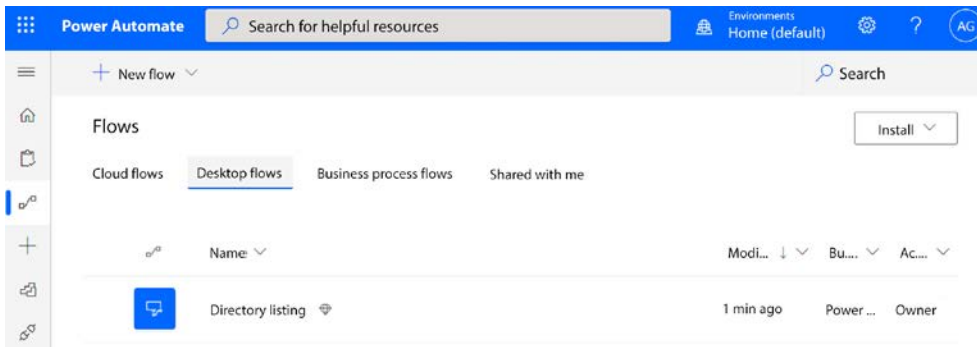 Power Automate Search for helpful resources Environments
Home (default) ? AG
New flow Search
Flows Install
Cloud flows Desktop flows Business process flows Shared with me
Name Modi... ↓ Bu.... Ac....
Directory listing 1 min ago Power ... Owner